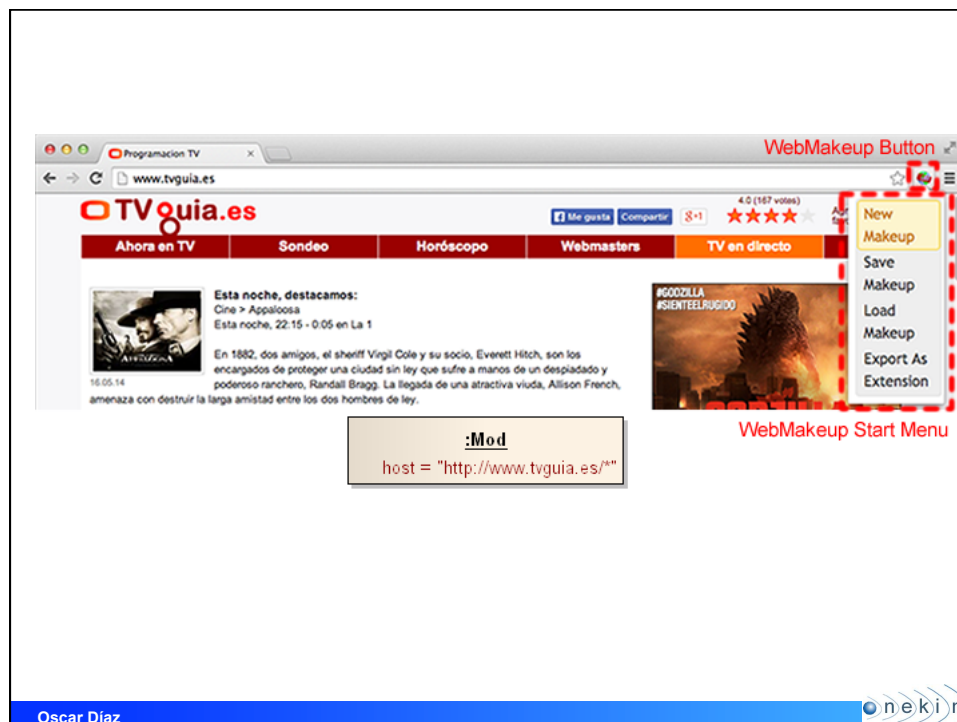 WebMakeup Button
Programacion TV
www.tvguia.es
TVguia.es
Me gusta Compartir
8+1
4.0 (167 votes)
New
Makeup
Save
Makeup
Load
Makeup
Export As
Extension
Ahora en TV Sondeo Horóscopo Webmasters TV en directo
Esta noche, destacamos:
Cine > Appaloosa
Esta noche, 22:15 - 0:05 en La 1
En 1882, dos amigos, el sheriff Virgil Cole y su socio, Everett Hitch, son los
encargados de proteger una ciudad sin ley que sufre a manos de un despiadado y
poderoso ranchero, Randall Bragg. La llegada de una atractiva viuda, Allison French,
amenaza con destruir la larga amistad entre los dos hombres de ley.
APPALOOSA
16.05.14
#GODZILLA
#SIENTEELRUGIDO
GODZILLA
WebMakeup Start Menu
:Mod
host = "http://www.tvguia.es/*"
Oscar Díaz